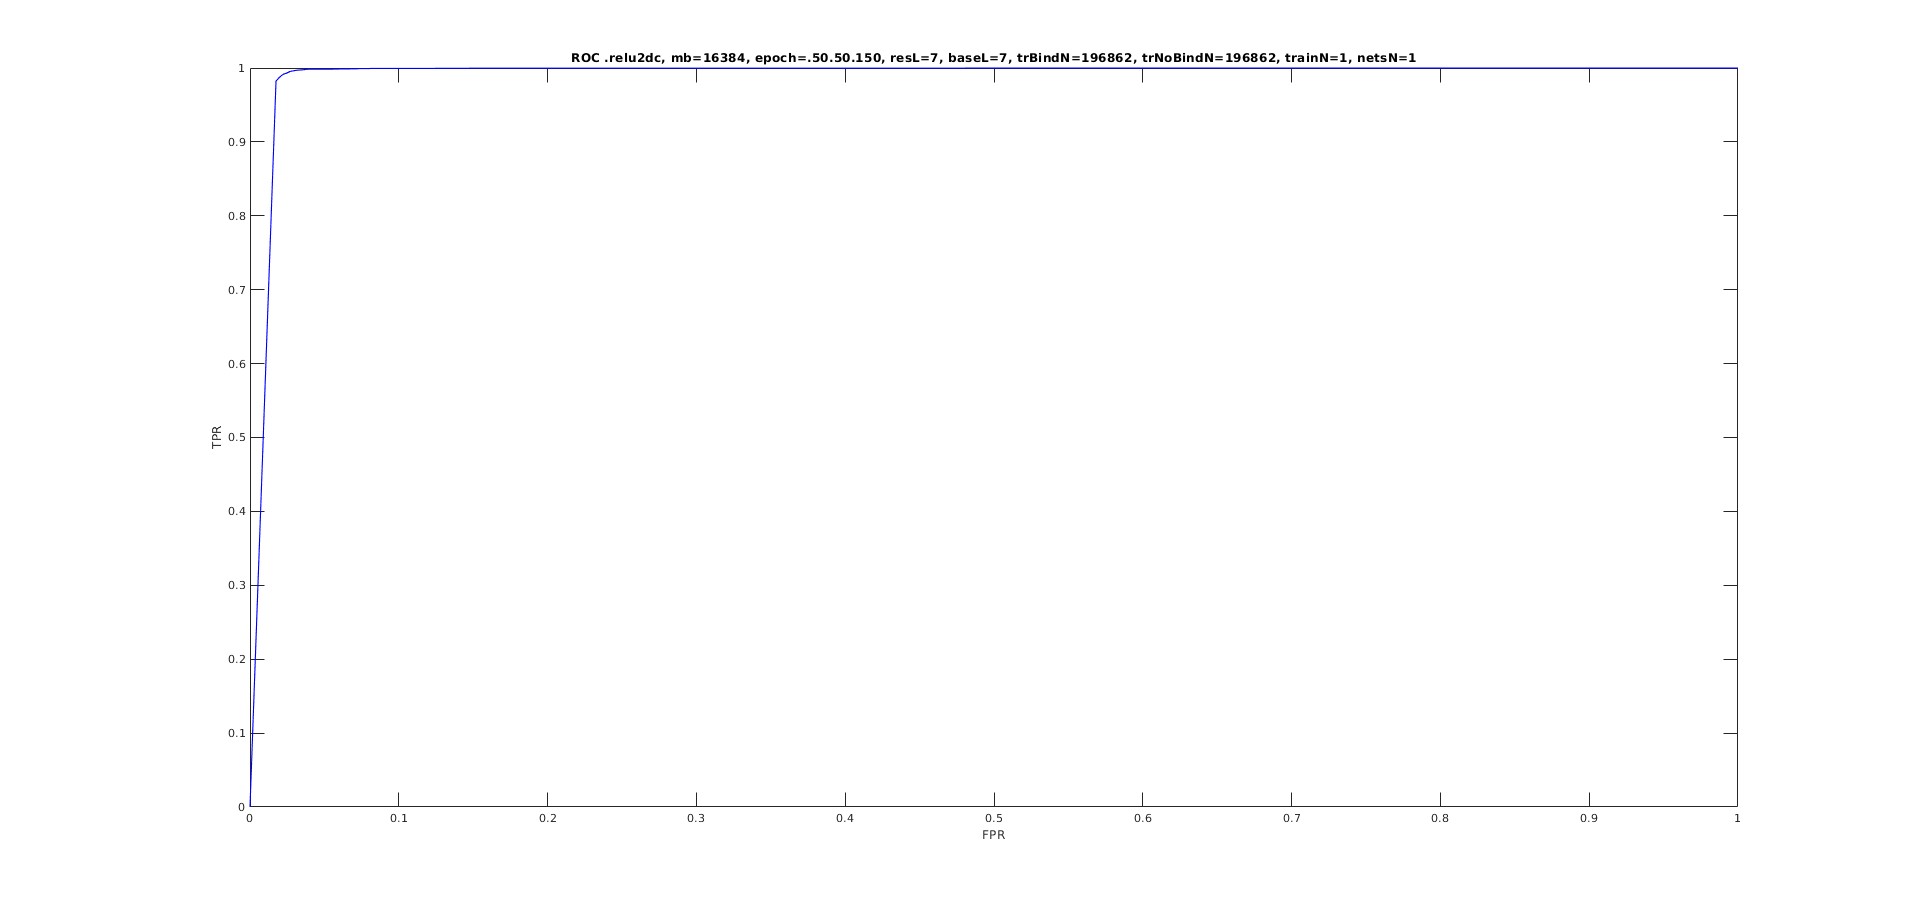 ROC .relu2dc, mb=16384, epoch=.50.50.150, resL=7, baseL=7, trBindN=196862, trNoBindN=196862, trainN=1, netsN=1
1
0.9
0.8
0.7
0.6
0.5
0.4
0.3
0.2
0.1
0
TPR
0 0.1 0.2 0.3 0.4 0.5 0.6 0.7 0.8 0.9 1
FPR